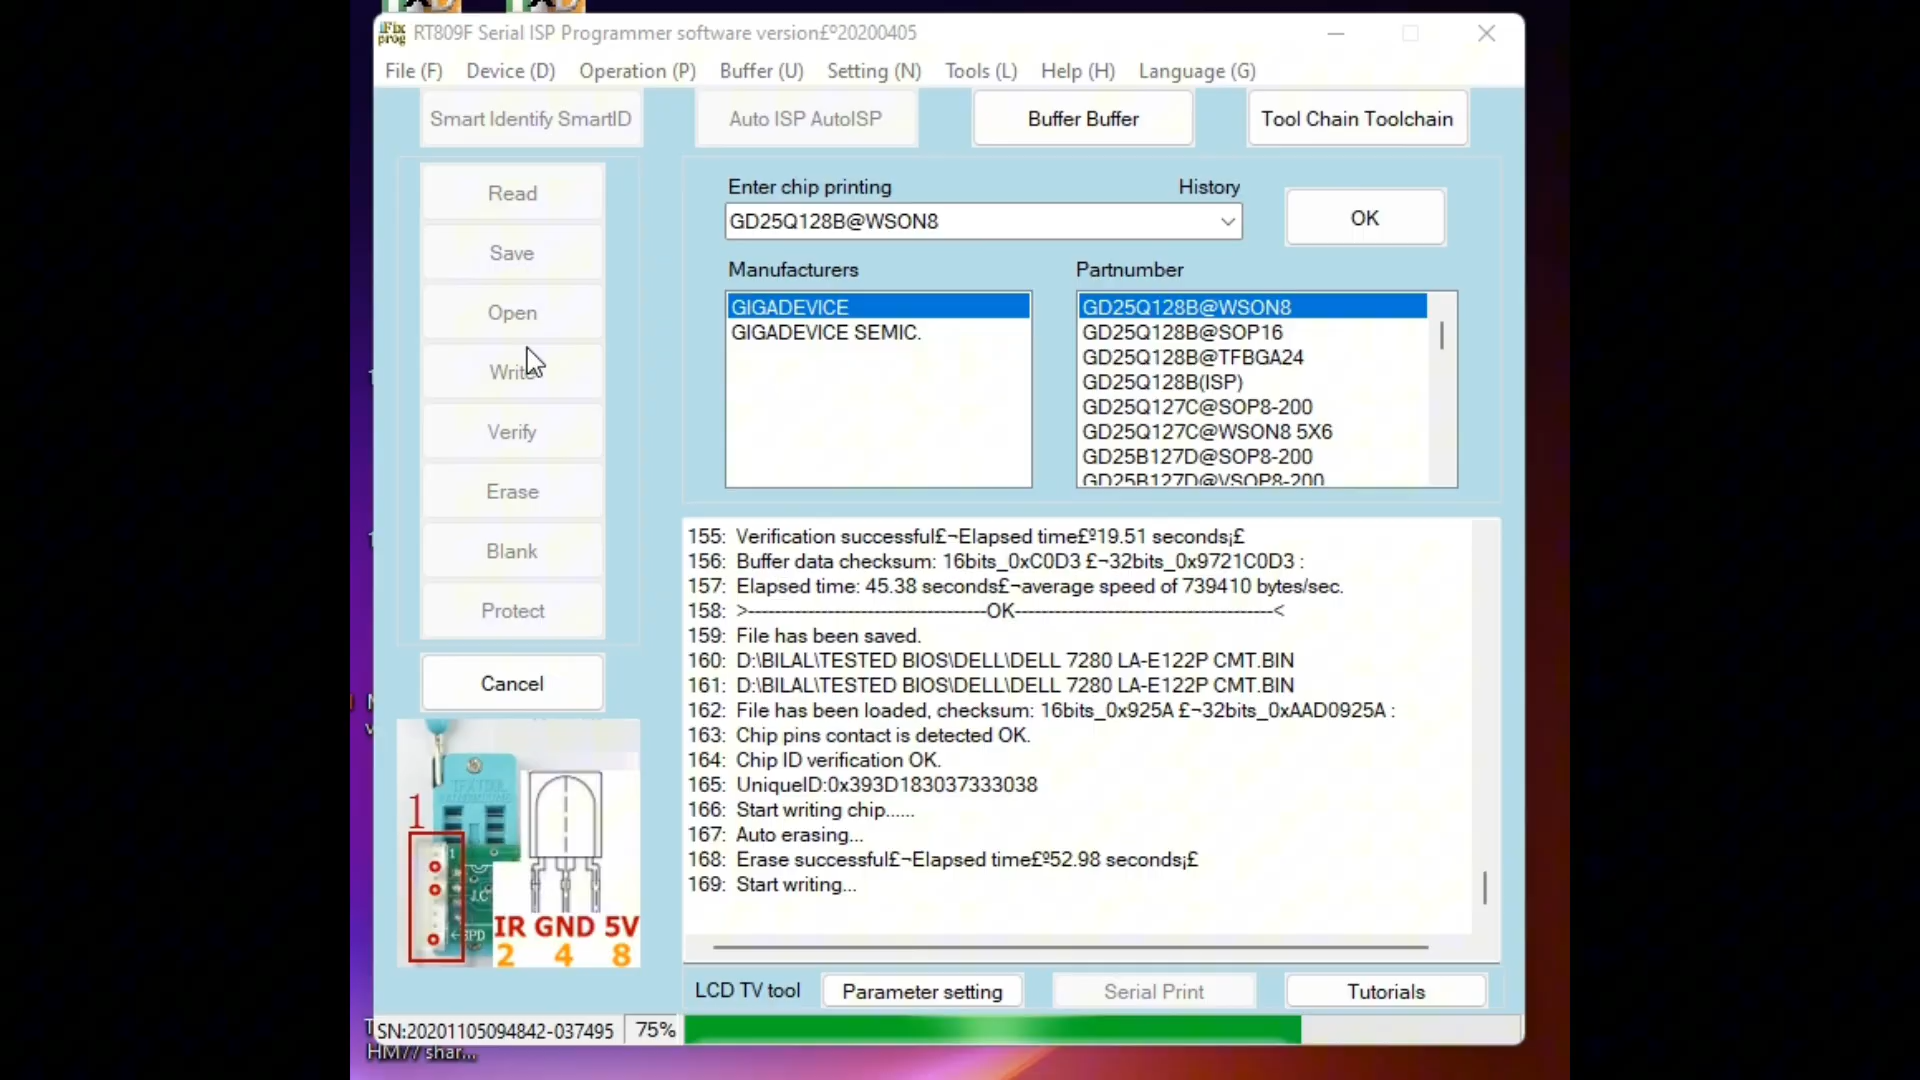 iFix
prog
RT809F Serial ISP Programmer software version£º20200405
File (F) Device (D) Operation (P) Buffer (U) Setting (N) Tools (L) Help (H) Language (G)
Smart Identify SmartID
Auto ISP AutoISP
Buffer Buffer
Tool Chain Toolchain
Read
Save
Open
Write
Verify
Erase
Blank
Protect
Cancel
Enter chip printing
History
GD25Q128B@WSON8
OK
Manufacturers
GIGADEVICE
GIGADEVICE SEMIC.
Partnumber
GD25Q128B@WSON8
GD25Q128B@SOP16
GD25Q128B@TFBGA24
GD25Q128B(ISP)
GD25Q127C@SOP8-200
GD25Q127C@WSON8 5X6
GD25B127D@SOP8-200
GD25B127D@VSOP8-200
155: Verification successful£¬Elapsed time£º19.51 seconds¡£
156: Buffer data checksum: 16bits_0xC0D3 £¬32bits_0x9721C0D3 :
157: Elapsed time: 45.38 seconds£¬average speed of 739410 bytes/sec.
158: >-------------------------------------OK----------------------------------------<
159: File has been saved.
160: D:\BILAL\TESTED BIOS\DELL\DELL 7280 LA-E122P CMT.BIN
161: D:\BILAL\TESTED BIOS\DELL\DELL 7280 LA-E122P CMT.BIN
162: File has been loaded, checksum: 16bits_0x925A £¬32bits_0xAAD0925A :
163: Chip pins contact is detected OK.
164: Chip ID verification OK.
165: UniqueID:0x393D183037333038
166: Start writing chip......
167: Auto erasing...
168: Erase successful£¬Elapsed time£º52.98 seconds¡£
169: Start writing...
1
1
IR GND 5V
2 4 8
LCD TV tool
Parameter setting
Serial Print
Tutorials
SN:20201105094842-037495
75%
HM77 shar...